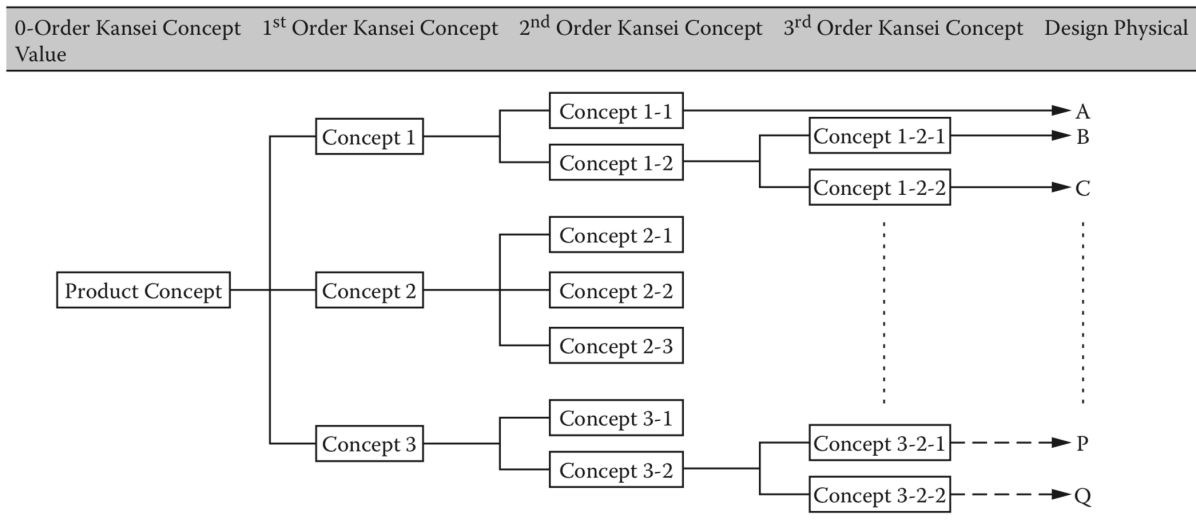 0-Order Kansei Concept 1st Order Kansei Concept 2nd Order Kansei Concept 3rd Order Kansei Concept Design Physical
Value
Concept 1-1
A
Concept 1
Concept 1-2-1
B
Concept 1-2
Concept 1-2-2
C
Concept 2-1
Product Concept
Concept 2
Concept 2-2
Concept 2-3
Concept 3-1
Concept 3
Concept 3-2-1
P
Concept 3-2
Concept 3-2-2
Q